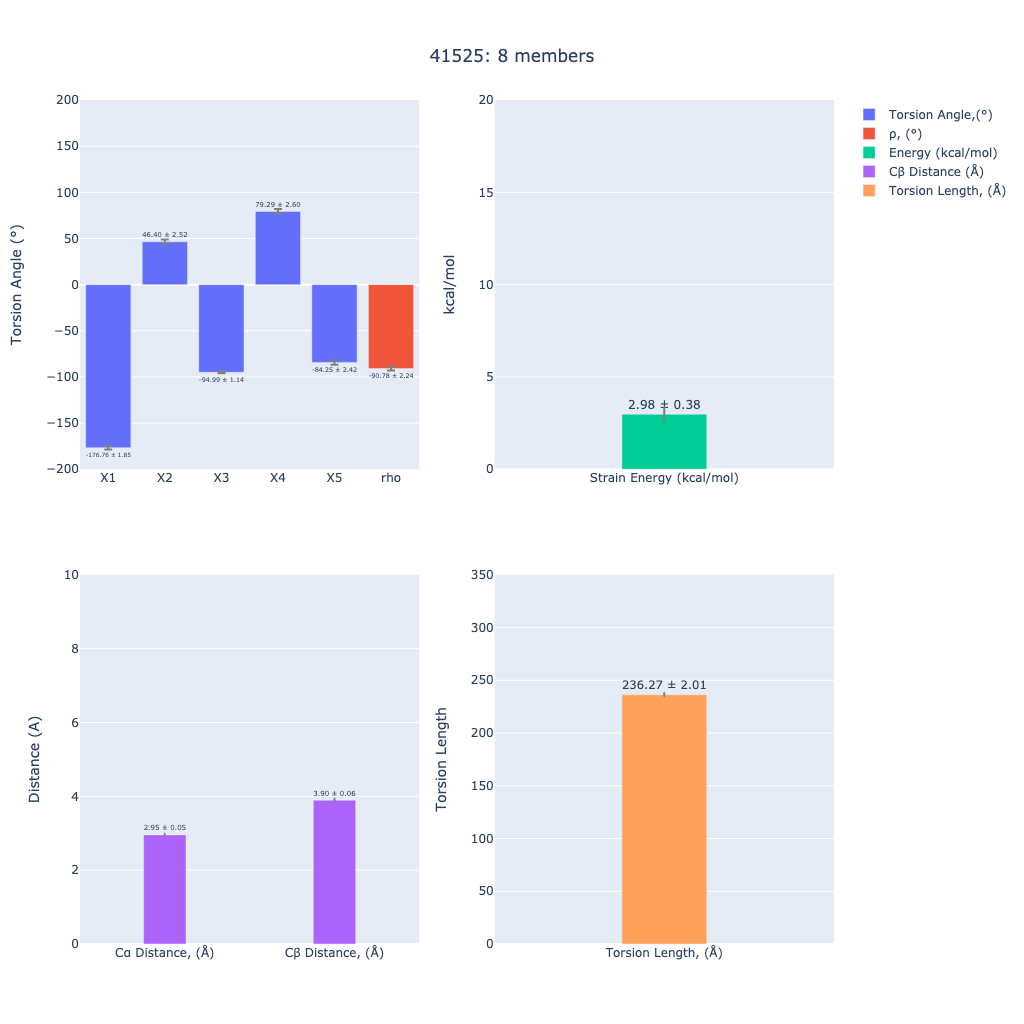 41525: 8 members
Torsion Angle (°)
200
150
100
50
0
−50
−100
−150
−200
-176.76 ± 1.85
46.40 ± 2.52
-94.99 ± 1.14
79.29 ± 2.60
-84.25 ± 2.42
-90.78 ± 2.24
X1 X2 X3 X4 X5 rho
kcal/mol
20
15
10
5
0
2.98 ± 0.38
Strain Energy (kcal/mol)
Torsion Angle,(°)
ρ, (°)
Energy (kcal/mol)
Cβ Distance (Å)
Torsion Length, (Å)
Distance (A)
10
8
6
4
2
0
2.95 ± 0.05
3.90 ± 0.06
Cα Distance, (Å) Cβ Distance, (Å)
Torsion Length
350
300
250
200
150
100
50
0
236.27 ± 2.01
Torsion Length, (Å)